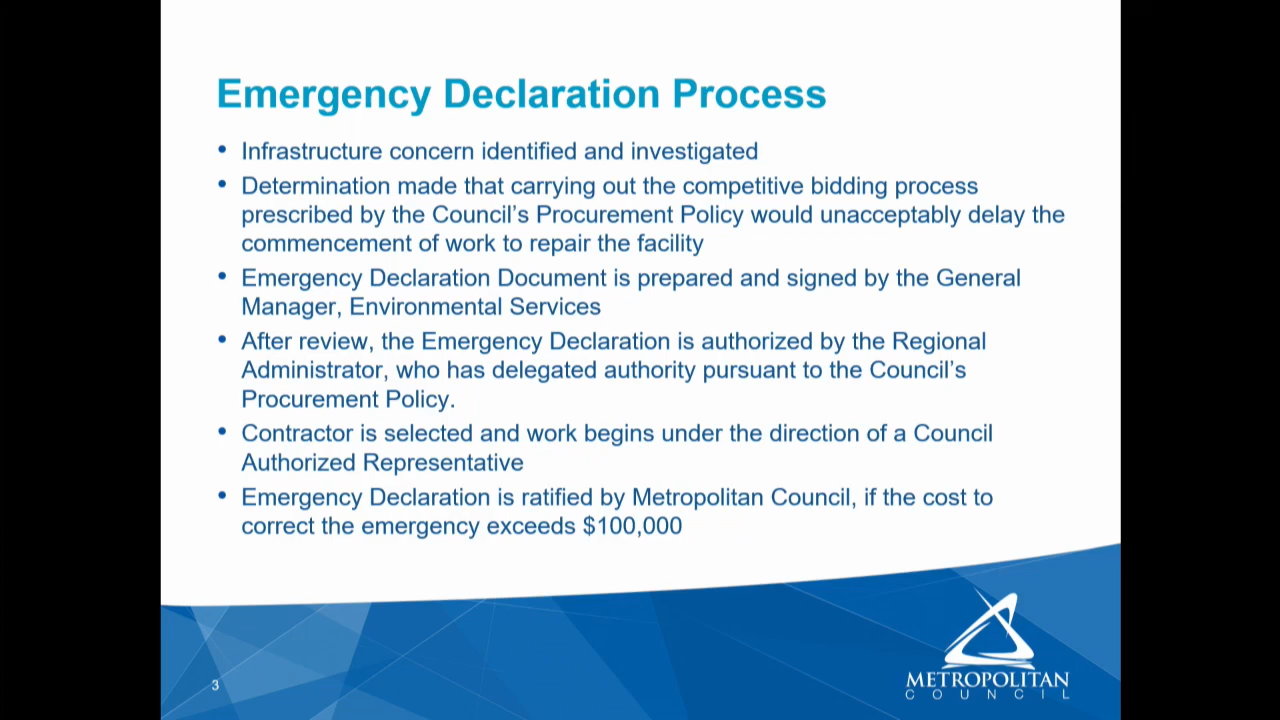 Emergency Declaration Process
• Infrastructure concern identified and investigated
• Determination made that carrying out the competitive bidding process
prescribed by the Council's Procurement Policy would unacceptably delay the
commencement of work to repair the facility
• Emergency Declaration Document is prepared and signed by the General
Manager, Environmental Services
• After review, the Emergency Declaration is authorized by the Regional
Administrator, who has delegated authority pursuant to the Council's
Procurement Policy.
• Contractor is selected and work begins under the direction of a Council
Authorized Representative
• Emergency Declaration is ratified by Metropolitan Council, if the cost to
correct the emergency exceeds $100,000
3
METROPOLITAN
COUNCIL